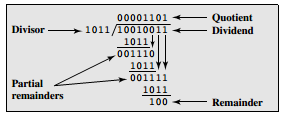 00001101 Quotient
Divisor 1011 10010011 Dividend
1011
001110
1011
Partial remainders 001111
1011
100 Remainder